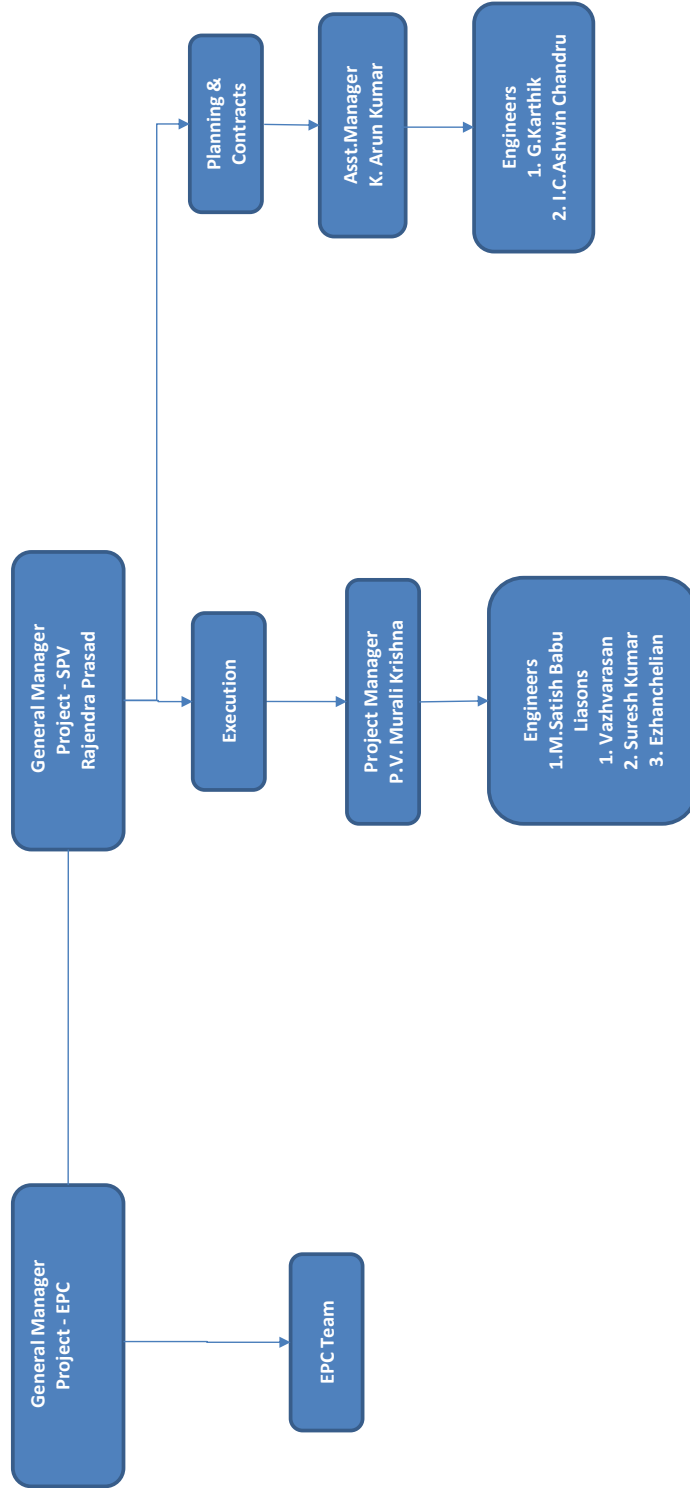 General Manager
Project - EPC
EPC Team
General Manager
Project - SPV
Rajendra Prasad
Execution
Project Manager
P.V. Murali Krishna
Engineers
1.M.Satish Babu
Liasons
1. Vazhvarasan
2. Suresh Kumar
3. Ezhanchelian
Planning &
Contracts
Asst.Manager
K. Arun Kumar
Engineers
1. G.Karthik
2. I.C.Ashwin Chandru